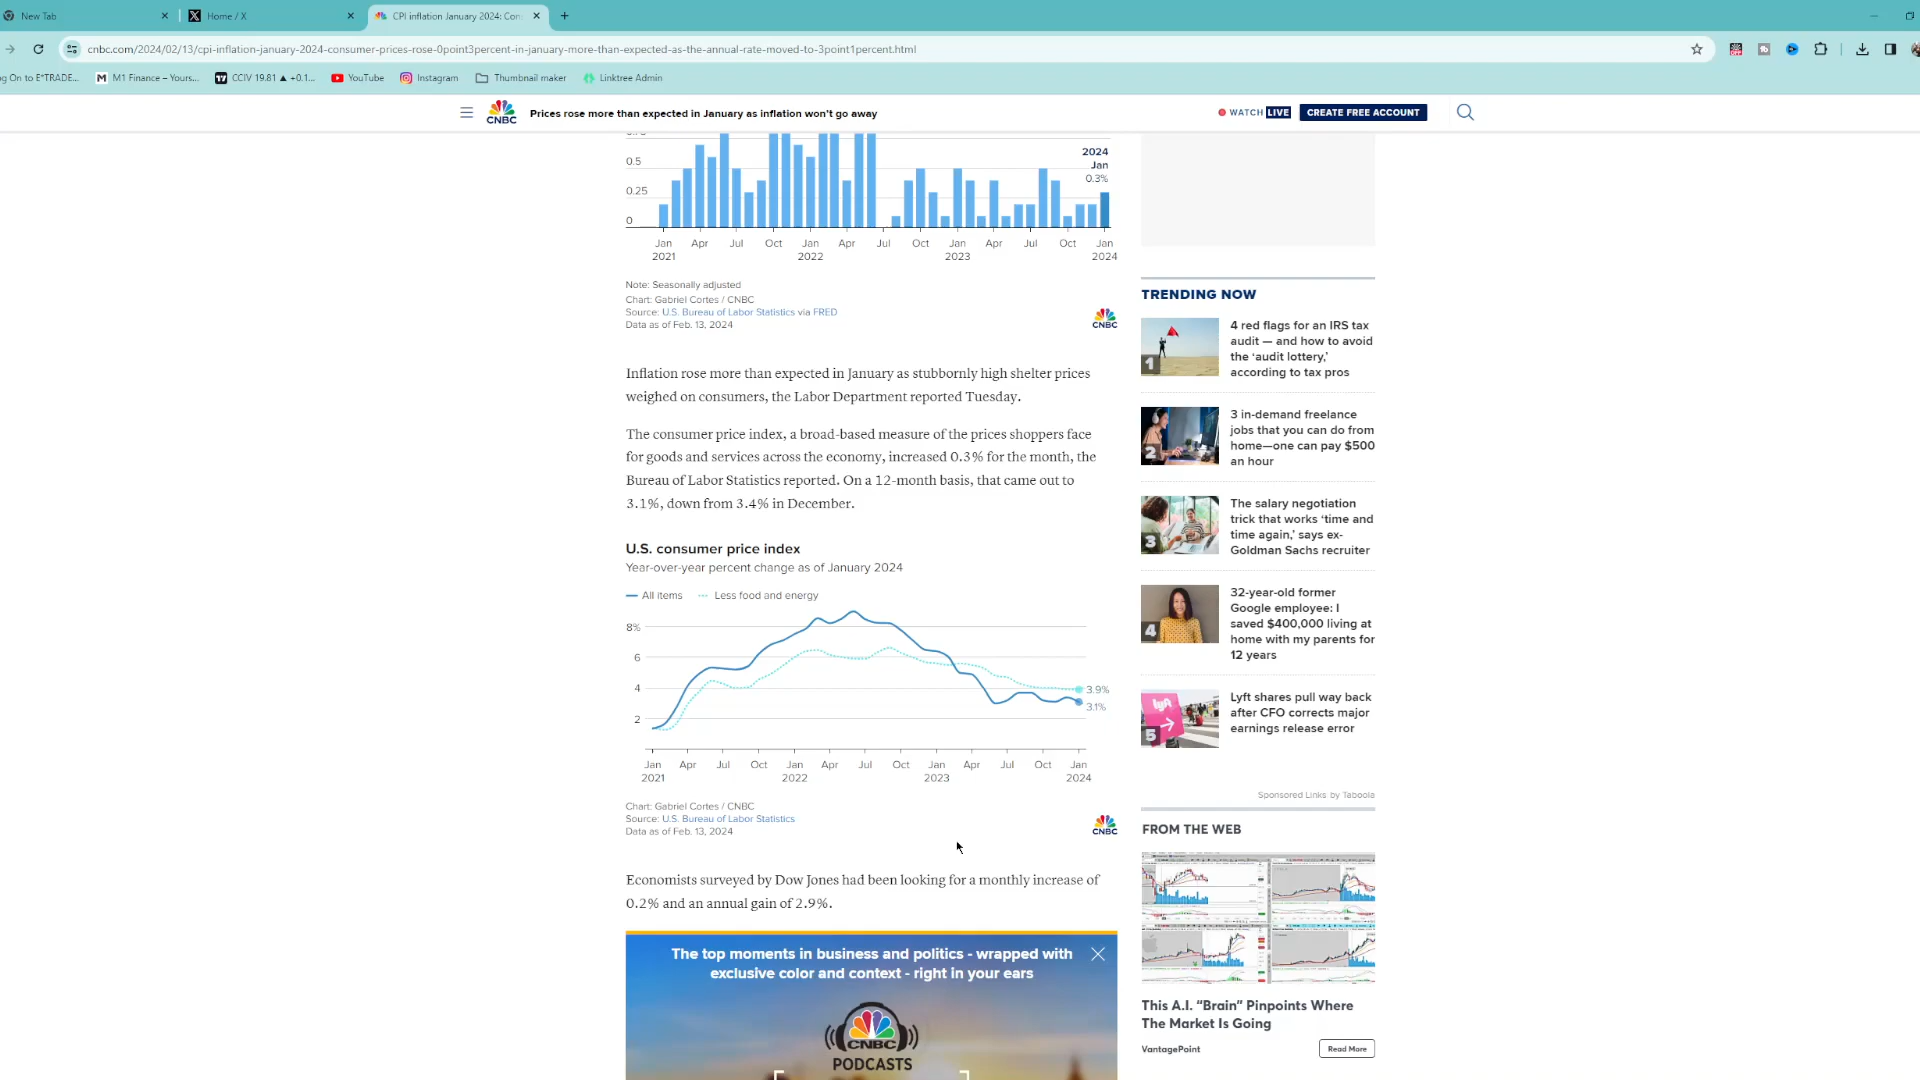 New Tab
Home / X
CPI inflation January 2024: Con
cnbc.com/2024/02/13/cpi-inflation-january-2024-consumer-prices-rose-0point3percent-in-january-more-than-expected-as-the-annual-rate-moved-to-3point1percent.html
g On to E*TRADE... M1 Finance – Yours... CCIV 19.81 ▲ +0.1... YouTube Instagram Thumbnail maker Linktree Admin
CNBC
Prices rose more than expected in January as inflation won't go away
WATCH LIVE
CREATE FREE ACCOUNT
0.5
0.25
0
2024
Jan
0.3%
Jan Apr Jul Oct Jan Apr Jul Oct Jan Apr Jul Oct Jan
2021 2022 2023 2024
Note: Seasonally adjusted
Chart: Gabriel Cortes / CNBC
Source: U.S. Bureau of Labor Statistics via FRED
Data as of Feb. 13, 2024
CNBC
Inflation rose more than expected in January as stubbornly high shelter prices
weighed on consumers, the Labor Department reported Tuesday.
The consumer price index, a broad-based measure of the prices shoppers face
for goods and services across the economy, increased 0.3% for the month, the
Bureau of Labor Statistics reported. On a 12-month basis, that came out to
3.1%, down from 3.4% in December.
U.S. consumer price index
Year-over-year percent change as of January 2024
All items Less food and energy
8%
6
4
2
3.9%
3.1%
Jan Apr Jul Oct Jan Apr Jul Oct Jan Apr Jul Oct Jan
2021 2022 2023 2024
Chart: Gabriel Cortes / CNBC
Source: U.S. Bureau of Labor Statistics
Data as of Feb. 13, 2024
CNBC
Economists surveyed by Dow Jones had been looking for a monthly increase of
0.2% and an annual gain of 2.9%.
The top moments in business and politics - wrapped with
exclusive color and context - right in your ears
CNBC
PODCASTS
TRENDING NOW
1
4 red flags for an IRS tax
audit — and how to avoid
the ‘audit lottery,’
according to tax pros
2
3 in-demand freelance
jobs that you can do from
home—one can pay $500
an hour
3
The salary negotiation
trick that works ‘time and
time again,’ says ex-
Goldman Sachs recruiter
4
32-year-old former
Google employee: I
saved $400,000 living at
home with my parents for
12 years
5
lyft
Lyft shares pull way back
after CFO corrects major
earnings release error
Sponsored Links by Taboola
FROM THE WEB
This A.I. “Brain” Pinpoints Where
The Market Is Going
VantagePoint
Read More